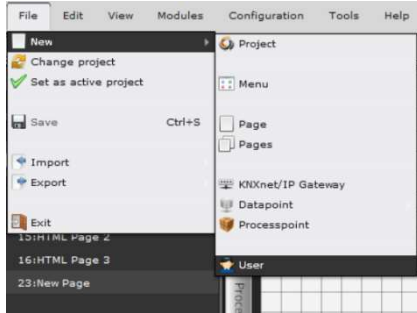 File Edit View Modules Configuration Tools Help
New
Change project
Set as active project
Save Ctrl+S
Import
Export
Exit
Project
Menu
Page
Pages
KNXnet/IP Gateway
Datapoint
Processpoint
User
15:HTML Page 2
16:HTML Page 3
23:New Page